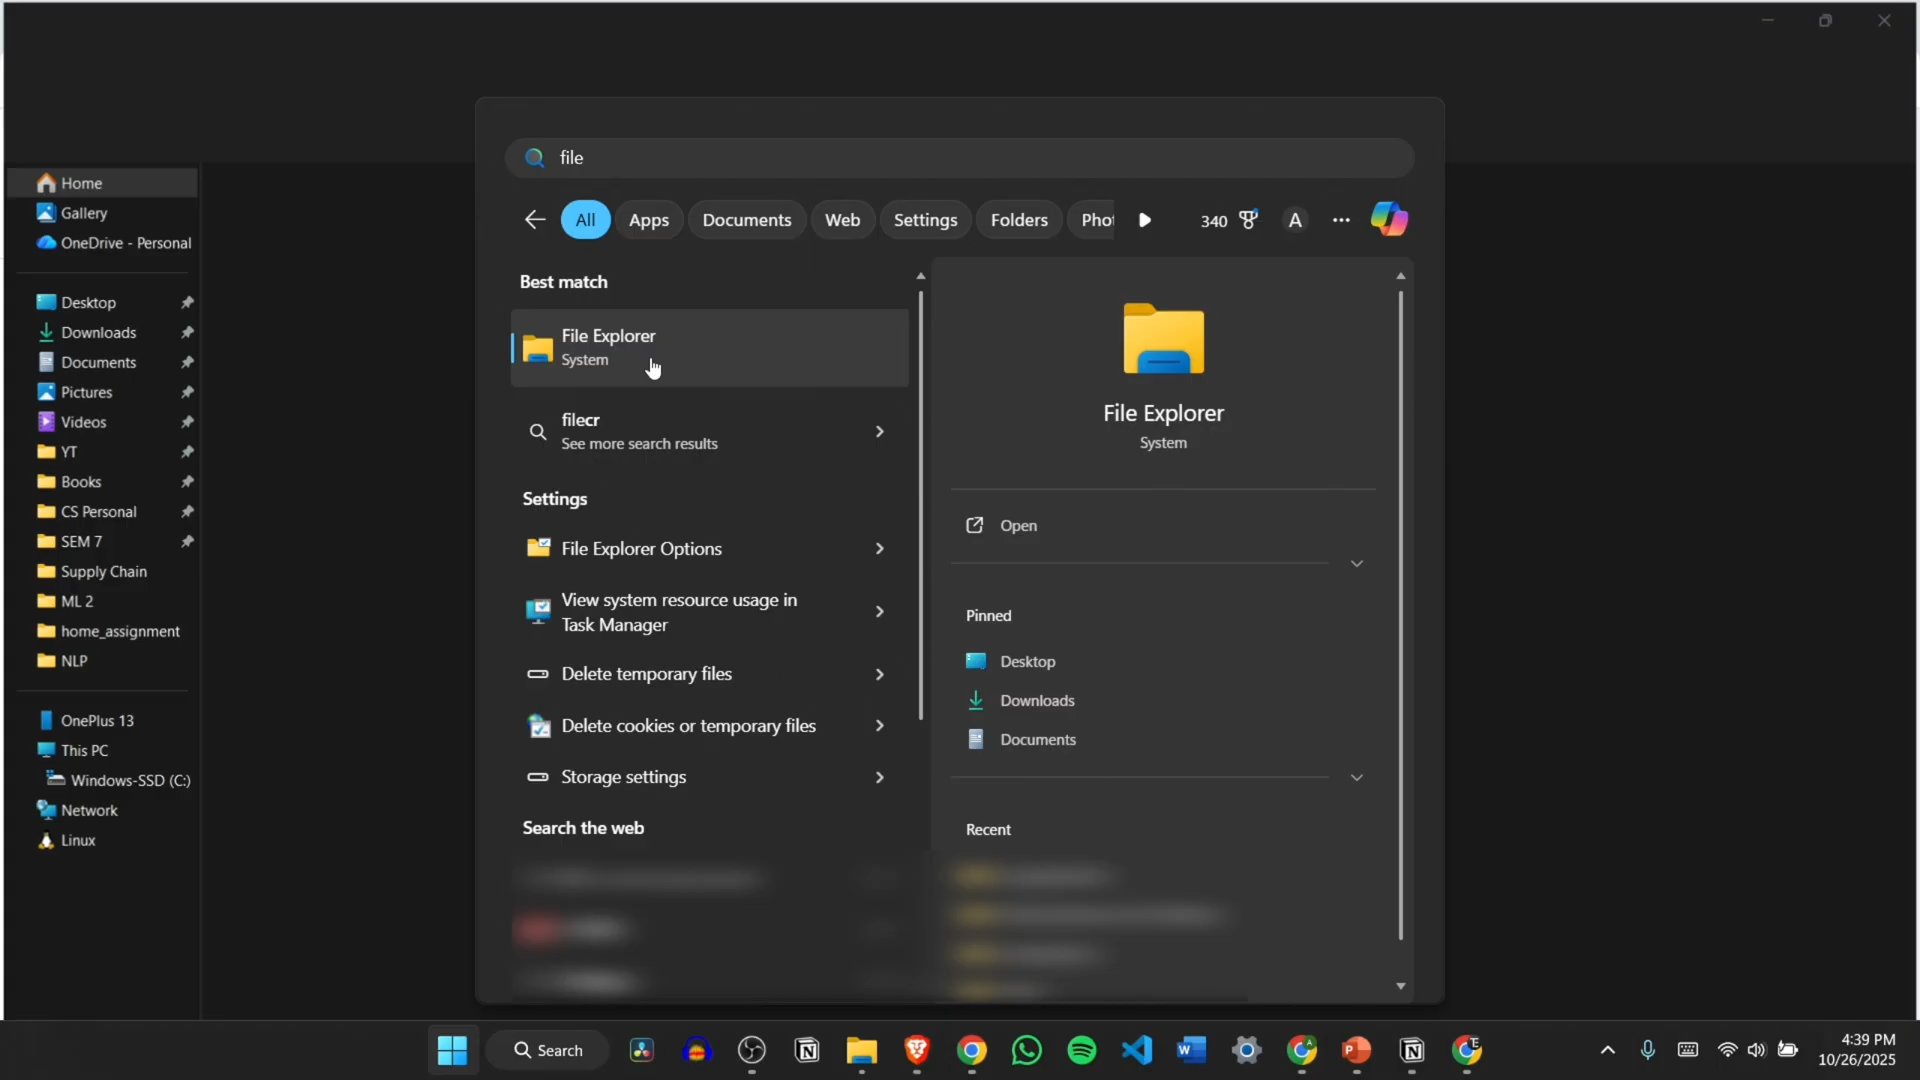 file
All
Apps
Documents
Web
Settings
Folders
Phot
340
A
Home
Gallery
OneDrive - Personal
Desktop
Downloads
Documents
Pictures
Videos
YT
Books
CS Personal
SEM 7
Supply Chain
ML 2
home_assignment
NLP
OnePlus 13
This PC
Windows-SSD (C:)
Network
Linux
Best match
File Explorer
System
filecr
See more search results
Settings
File Explorer Options
View system resource usage in
Task Manager
Delete temporary files
Delete cookies or temporary files
Storage settings
Search the web
File Explorer
System
Open
Pinned
Desktop
Downloads
Documents
Recent
Search
4:39 PM
10/26/2025